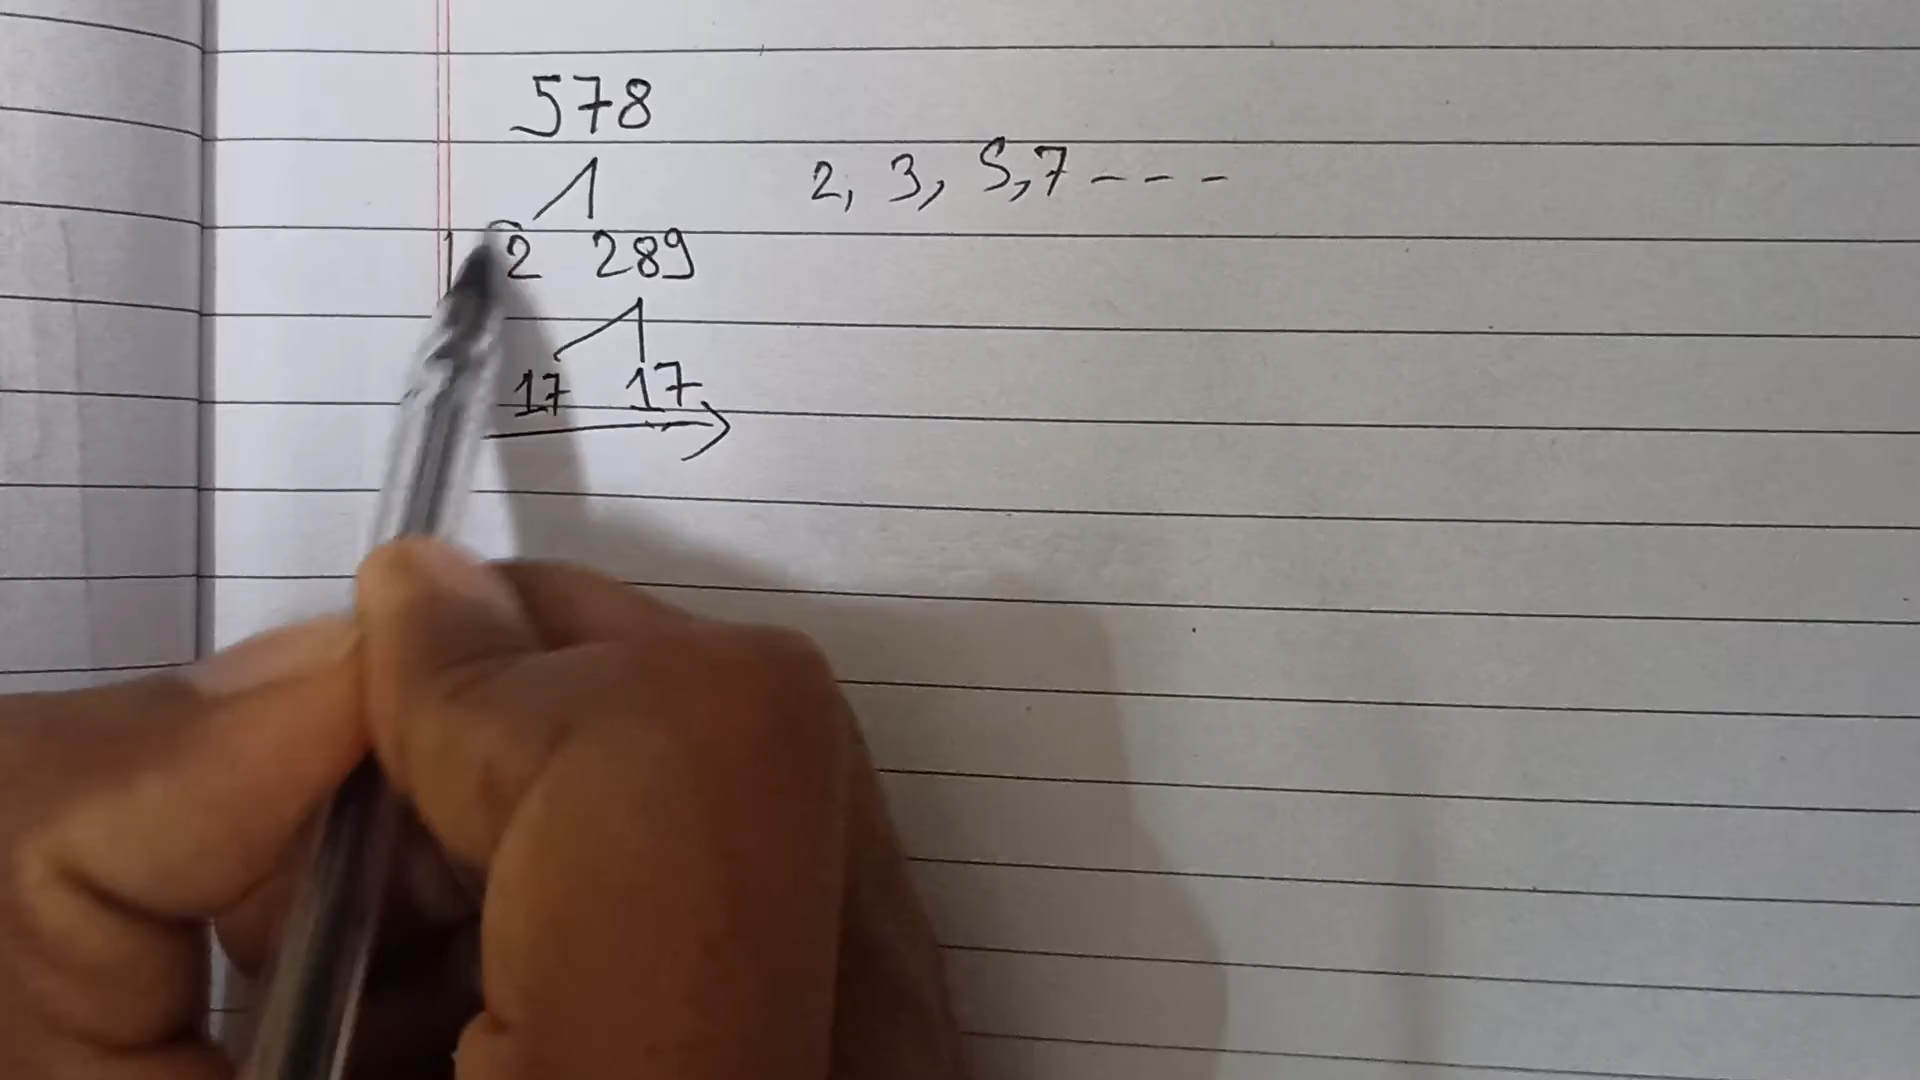 578
2, 3, 5, 7 - - -
2 289
17 17